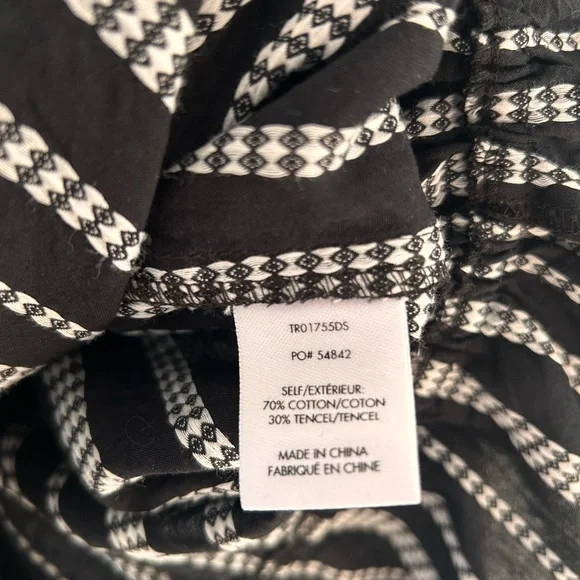 TR01755DS
PO# 54842
SELF/EXTÉRIEUR:
70% COTTON/COTON
30% TENCEL/TENCEL
MADE IN CHINA
FABRIQUÉ EN CHINE